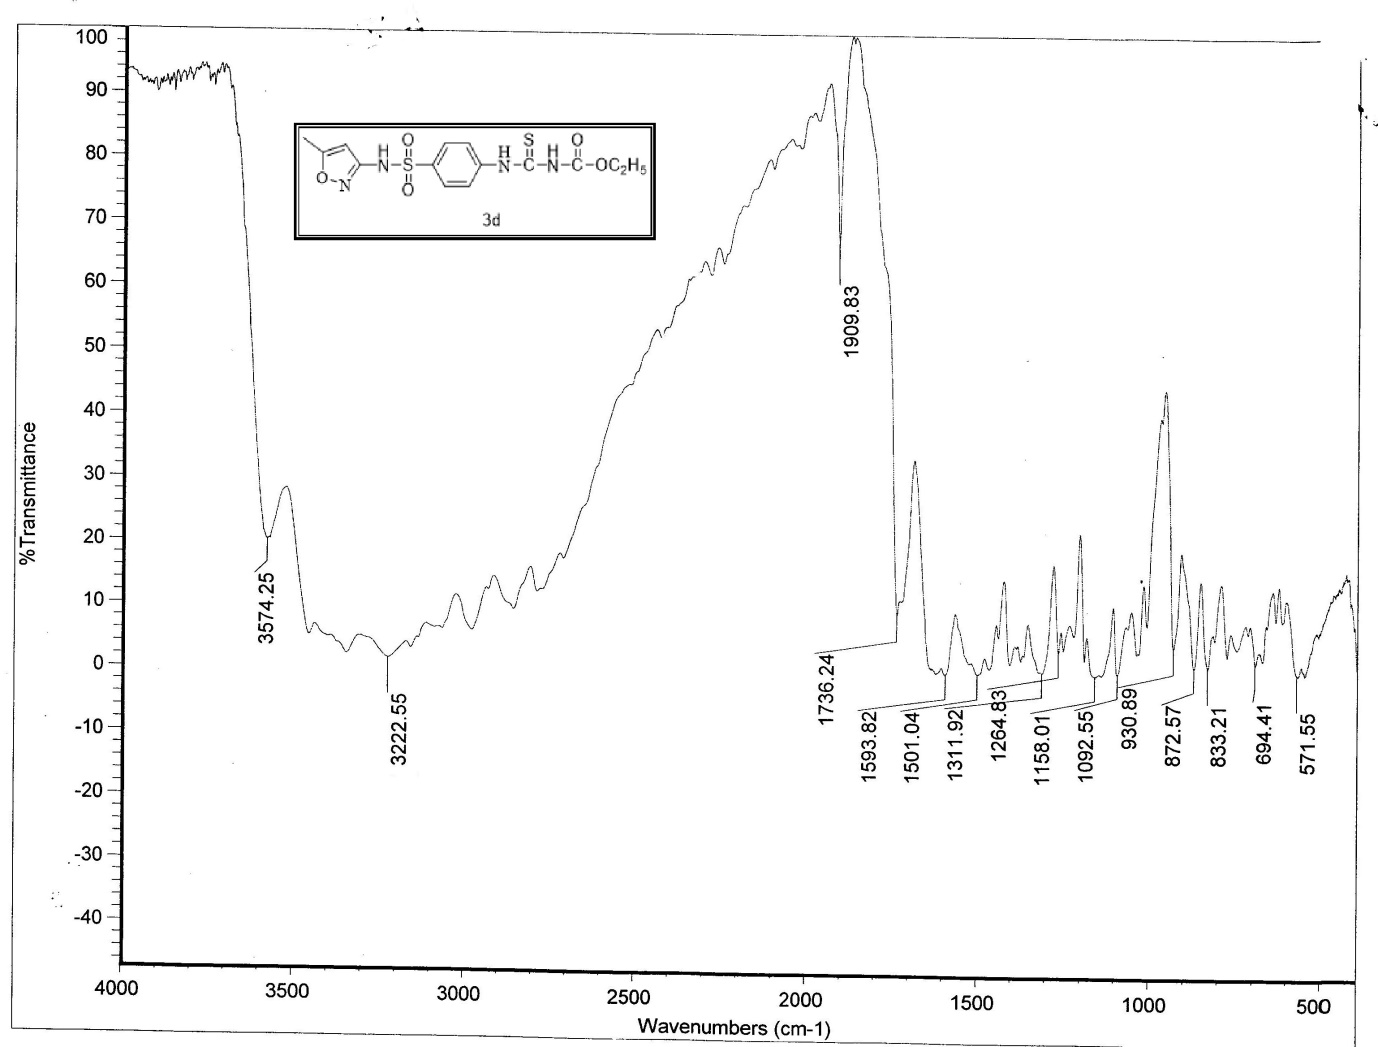 100
90
80
70
60
50
40
30
20
10
0
-10
-20
-30
-40
%Transmittance
H
N
S
O
O
O
N
H
N
S
C
H
N
O
C
OC₂H₅
3d
3574.25
3222.55
1909.83
1736.24
1593.82
1501.04
1311.92
1264.83
1158.01
1092.55
930.89
872.57
833.21
694.41
571.55
4000
3500
3000
2500
2000
1500
1000
500
Wavenumbers (cm-1)